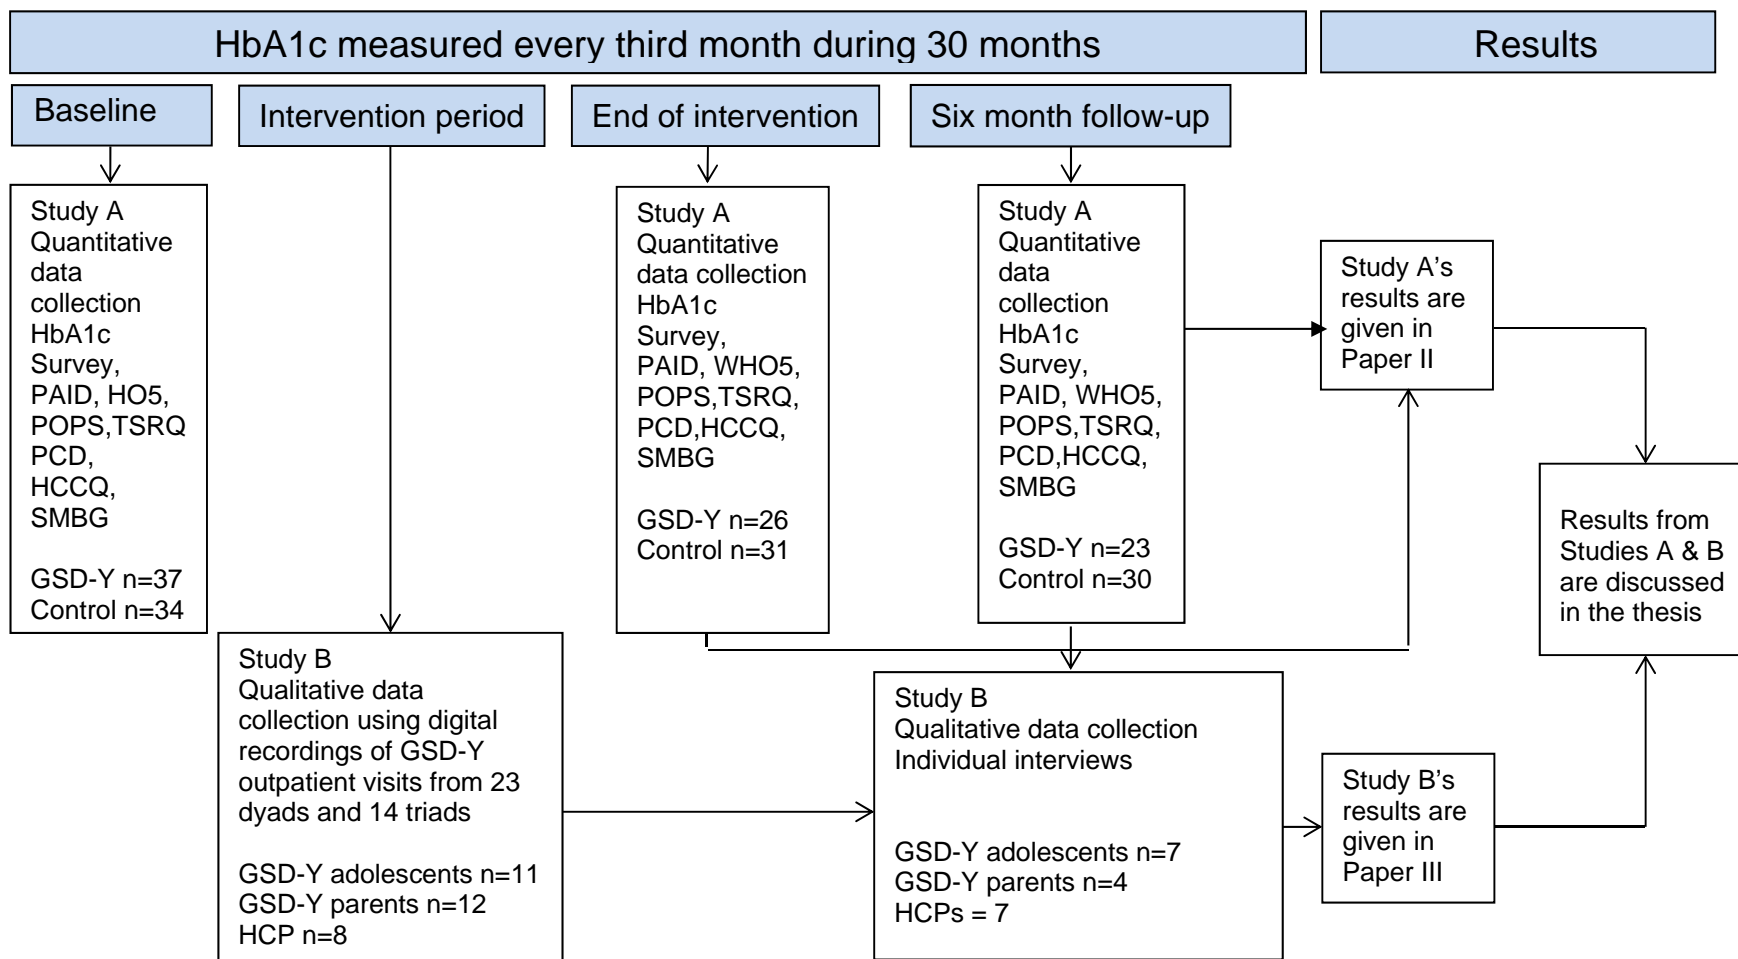 HbA1c measured every third month during 30 months
Results
Baseline
Intervention period
End of intervention
Six month follow-up
Study A
Quantitative
data
collection
HbA1c
Survey,
PAID, HO5,
POPS,TSRQ
PCD,
HCCQ,
SMBG
GSD-Y n=37
Control n=34
Study A
Quantitative
data collection
HbA1c
Survey,
PAID, WHO5,
POPS,TSRQ,
PCD,HCCQ,
SMBG
GSD-Y n=26
Control n=31
Study A
Quantitative
data
collection
HbA1c
Survey,
PAID, WHO5,
POPS,TSRQ,
PCD,HCCQ,
SMBG
GSD-Y n=23
Control n=30
Study A’s
results are
given in
Paper II
Results from
Studies A & B
are discussed
in the thesis
Study B
Qualitative data
collection using digital
recordings of GSD-Y
outpatient visits from 23
dyads and 14 triads
GSD-Y adolescents n=11
GSD-Y parents n=12
HCP n=8
Study B
Qualitative data collection
Individual interviews
GSD-Y adolescents n=7
GSD-Y parents n=4
HCPs = 7
Study B’s
results are
given in
Paper III